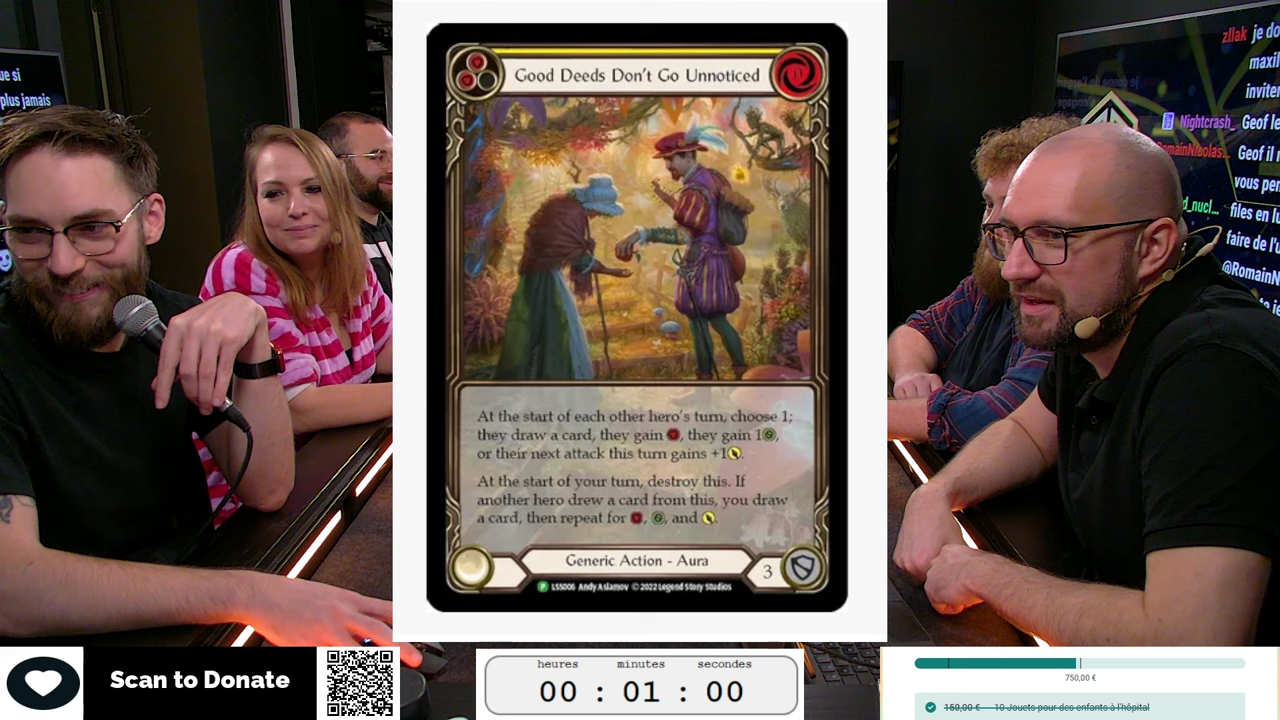 ue si
plus jamais
Good Deeds Don't Go Unnoticed
At the start of each other hero's turn, choose 1;
they draw a card, they gain , they gain 1 ,
or their next attack this turn gains +1 .
At the start of your turn, destroy this. If
another hero drew a card from this, you draw
a card, then repeat for , , and .
Generic Action - Aura
3
P LSS006 Andy Aslamov © 2022 Legend Story Studios
zllak je do
maxil
inviter
Nightcrash_ Geof le
RomainNicolas... Geof il n
vous pen
d_nucl... files en l
faire de l'u
@RomainN
Scan to Donate
heures minutes secondes
00 : 01 : 00
750,00 €
150,00 € — 10 Jouets pour des enfants à l'hôpital